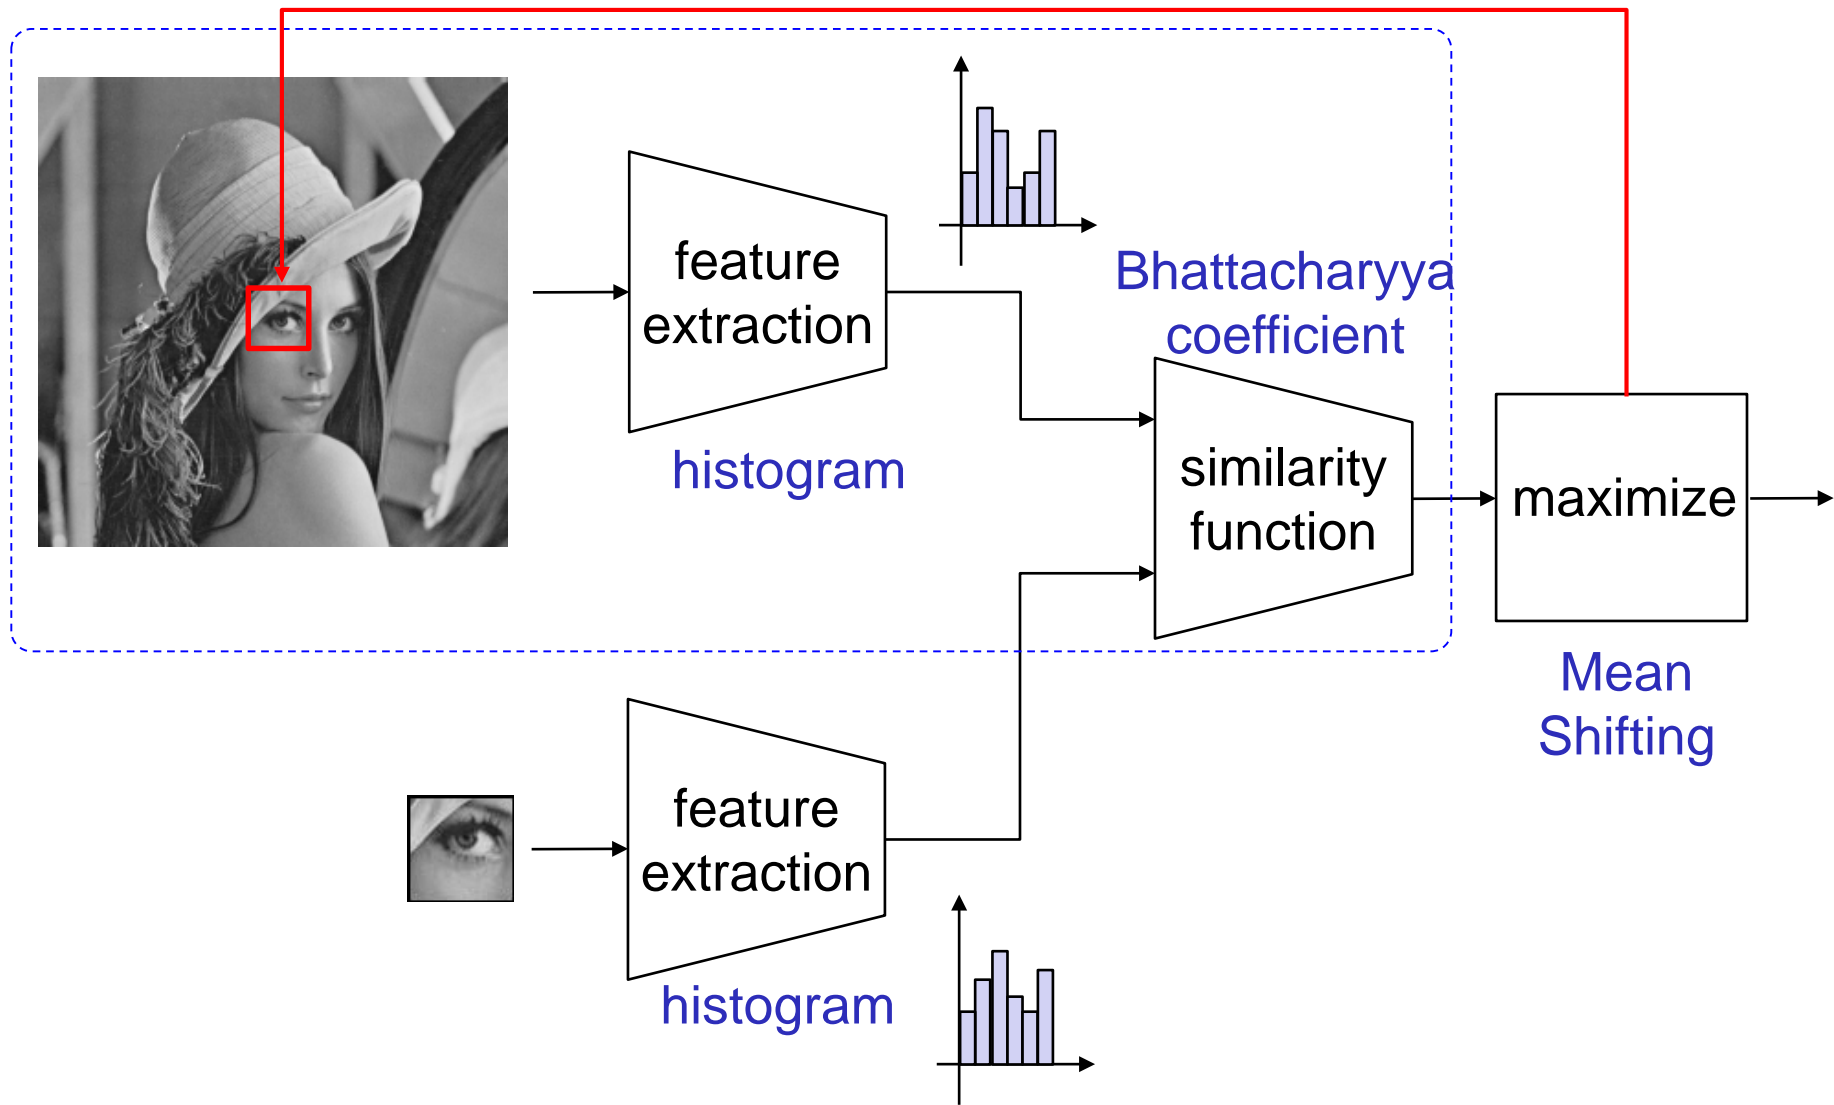 feature
extraction
histogram
Bhattacharyya
coefficient
similarity
function
maximize
Mean
Shifting
feature
extraction
histogram